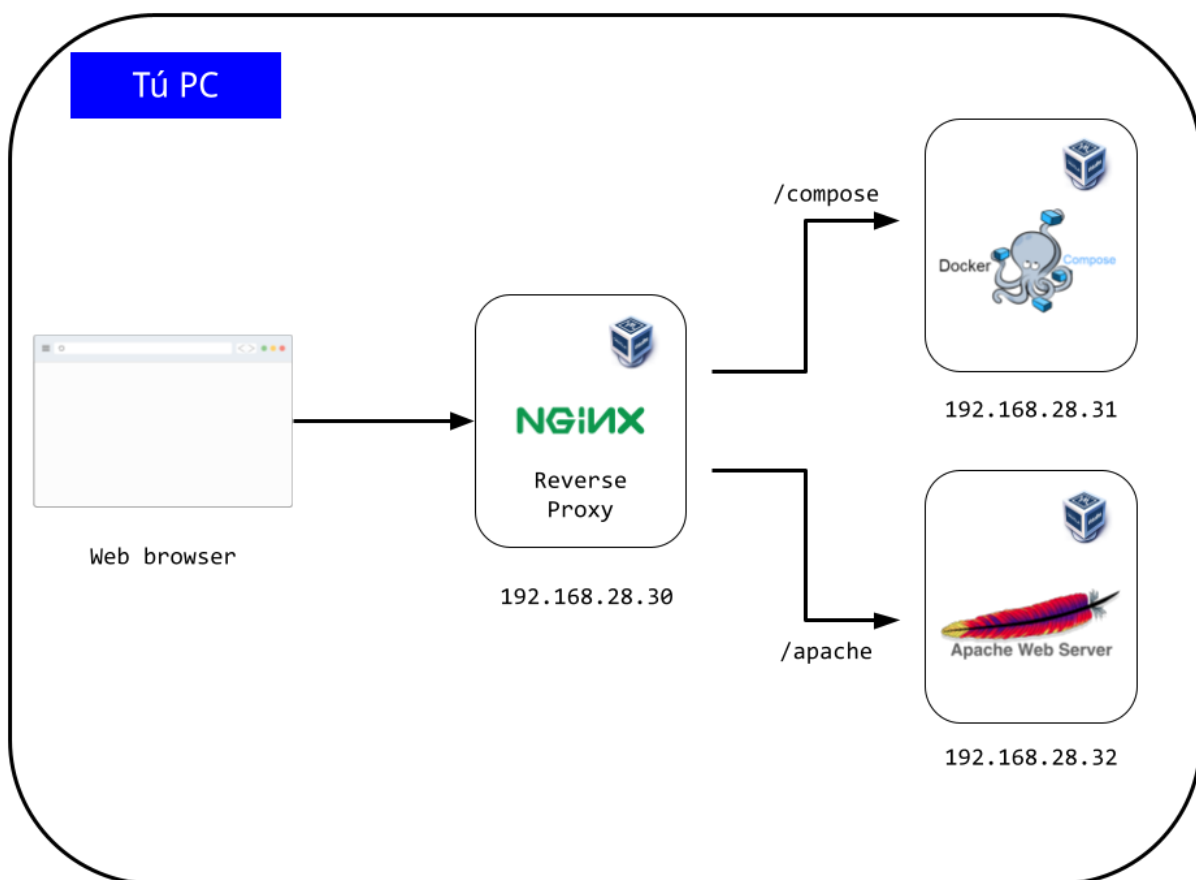 Tú PC
/compose
Docker
Compose
192.168.28.31
NGiNX
Reverse
Proxy
Web browser
192.168.28.30
/apache
Apache Web Server
192.168.28.32